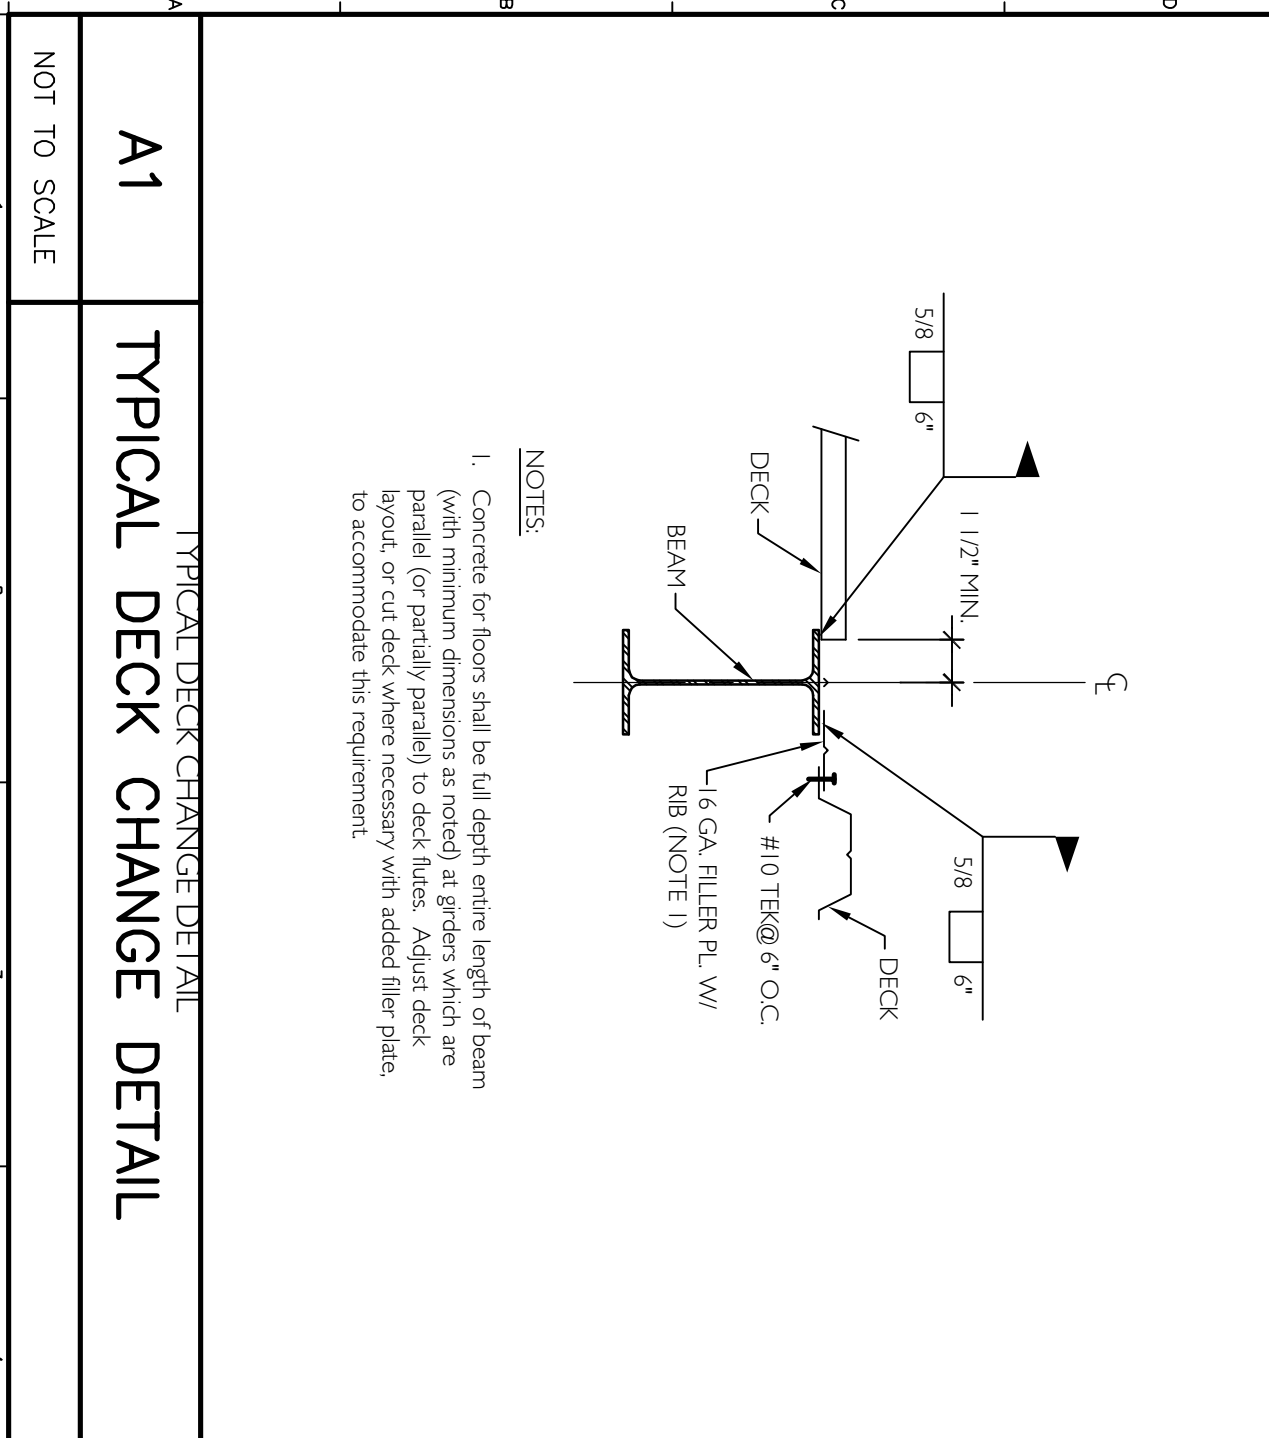 D
C
B
A
℄
5/8
6"
1 1/2" MIN.
5/8
6"
DECK
DECK
#10 TEK@ 6" O.C.
16 GA. FILLER PL. W/
RIB (NOTE 1)
BEAM
NOTES:
1. Concrete for floors shall be full depth entire length of beam
(with minimum dimensions as noted) at girders which are
parallel (or partially parallel) to deck flutes. Adjust deck
layout, or cut deck where necessary with added filler plate,
to accommodate this requirement.
TYPICAL DECK CHANGE DETAIL
A1
TYPICAL DECK CHANGE DETAIL
NOT TO SCALE